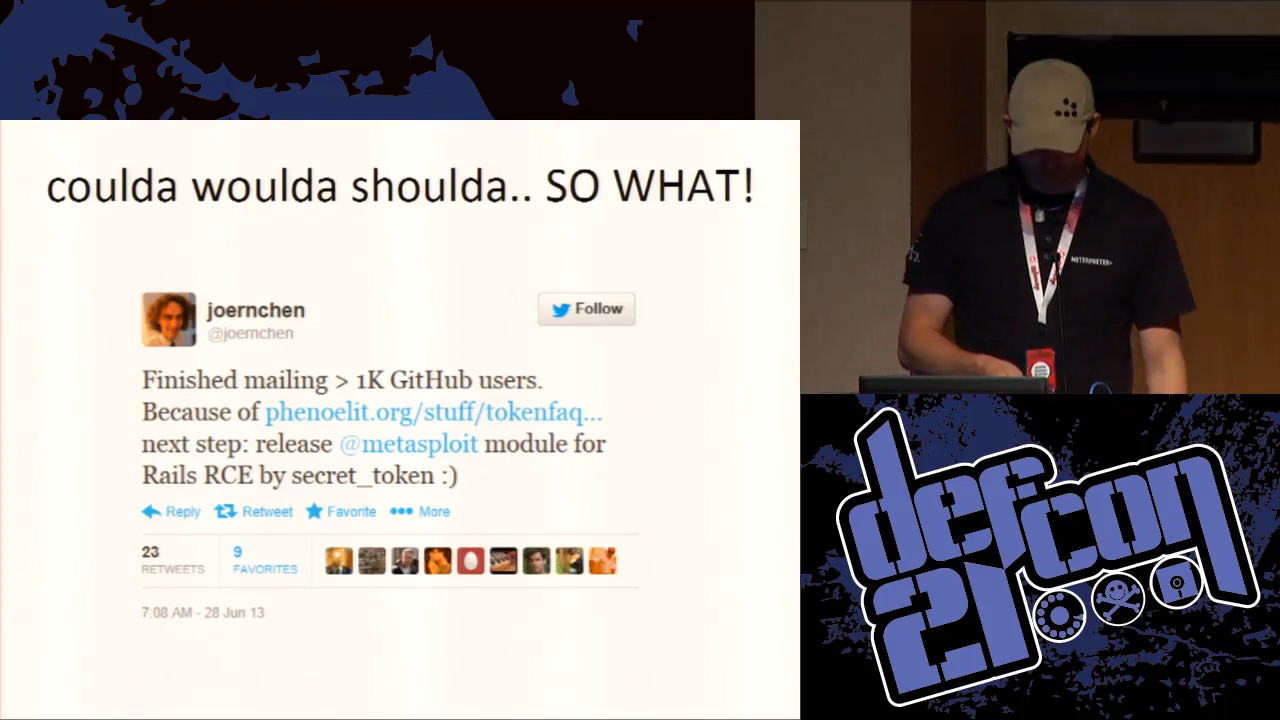 coulda woulda shoulda.. SO WHAT!
joernchen
@joernchen
Follow
Finished mailing > 1K GitHub users.
Because of phenoelit.org/stuff/tokenfaq...
next step: release @metasploit module for
Rails RCE by secret_token :)
Reply Retweet Favorite More
23 9
RETWEETS FAVORITES
7:08 AM - 28 Jun 13
METERPRETER>
defcon
21